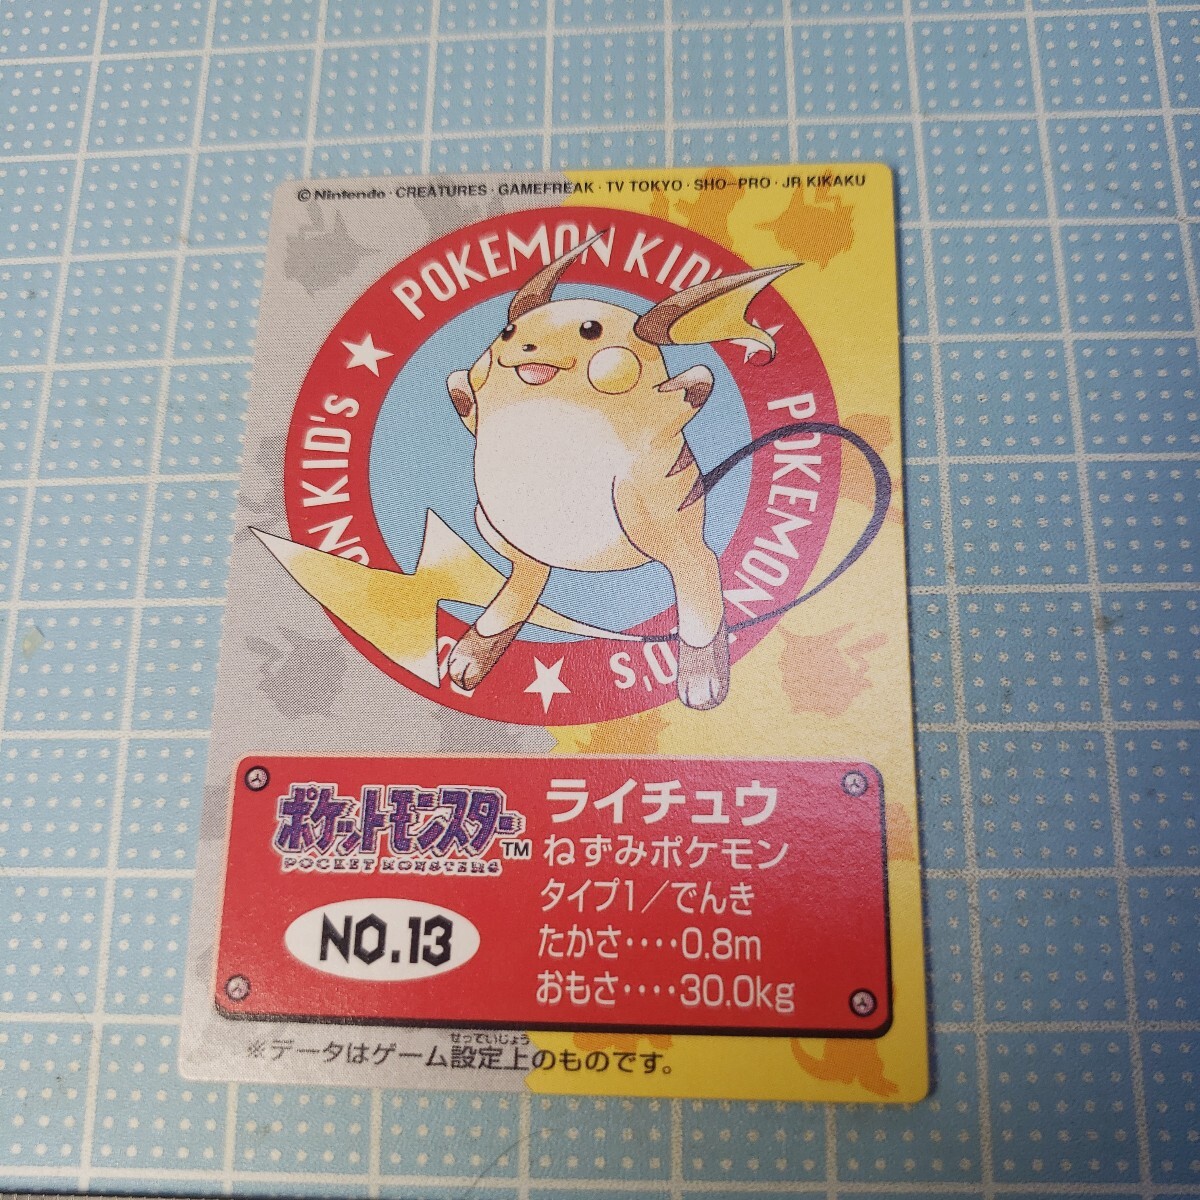 © Nintendo · CREATURES · GAMEFREAK · TV TOKYO · SHO-PRO · JR KIKAKU
POKEMON KID'
POKEMON
D's
ON KID's
ポケットモンスター TM
POCKET MONSTERS
NO.13
ライチュウ
ねずみポケモン
タイプ1/でんき
たかさ‥‥0.8m
おもさ‥‥30.0kg
せっていじょう
※データはゲーム設定上のものです。